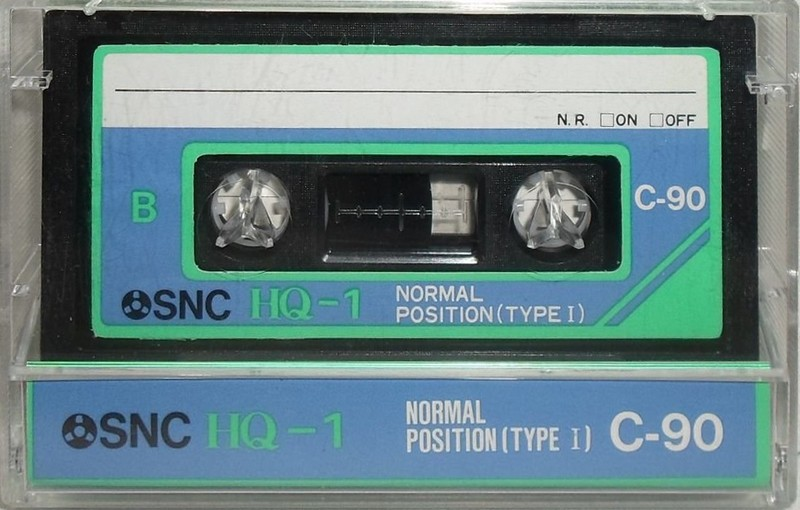 N.R. □ON □OFF
B
C-90
SNC HQ-1 NORMAL
POSITION(TYPE I)
SNC HQ-1 NORMAL
POSITION(TYPE I) C-90